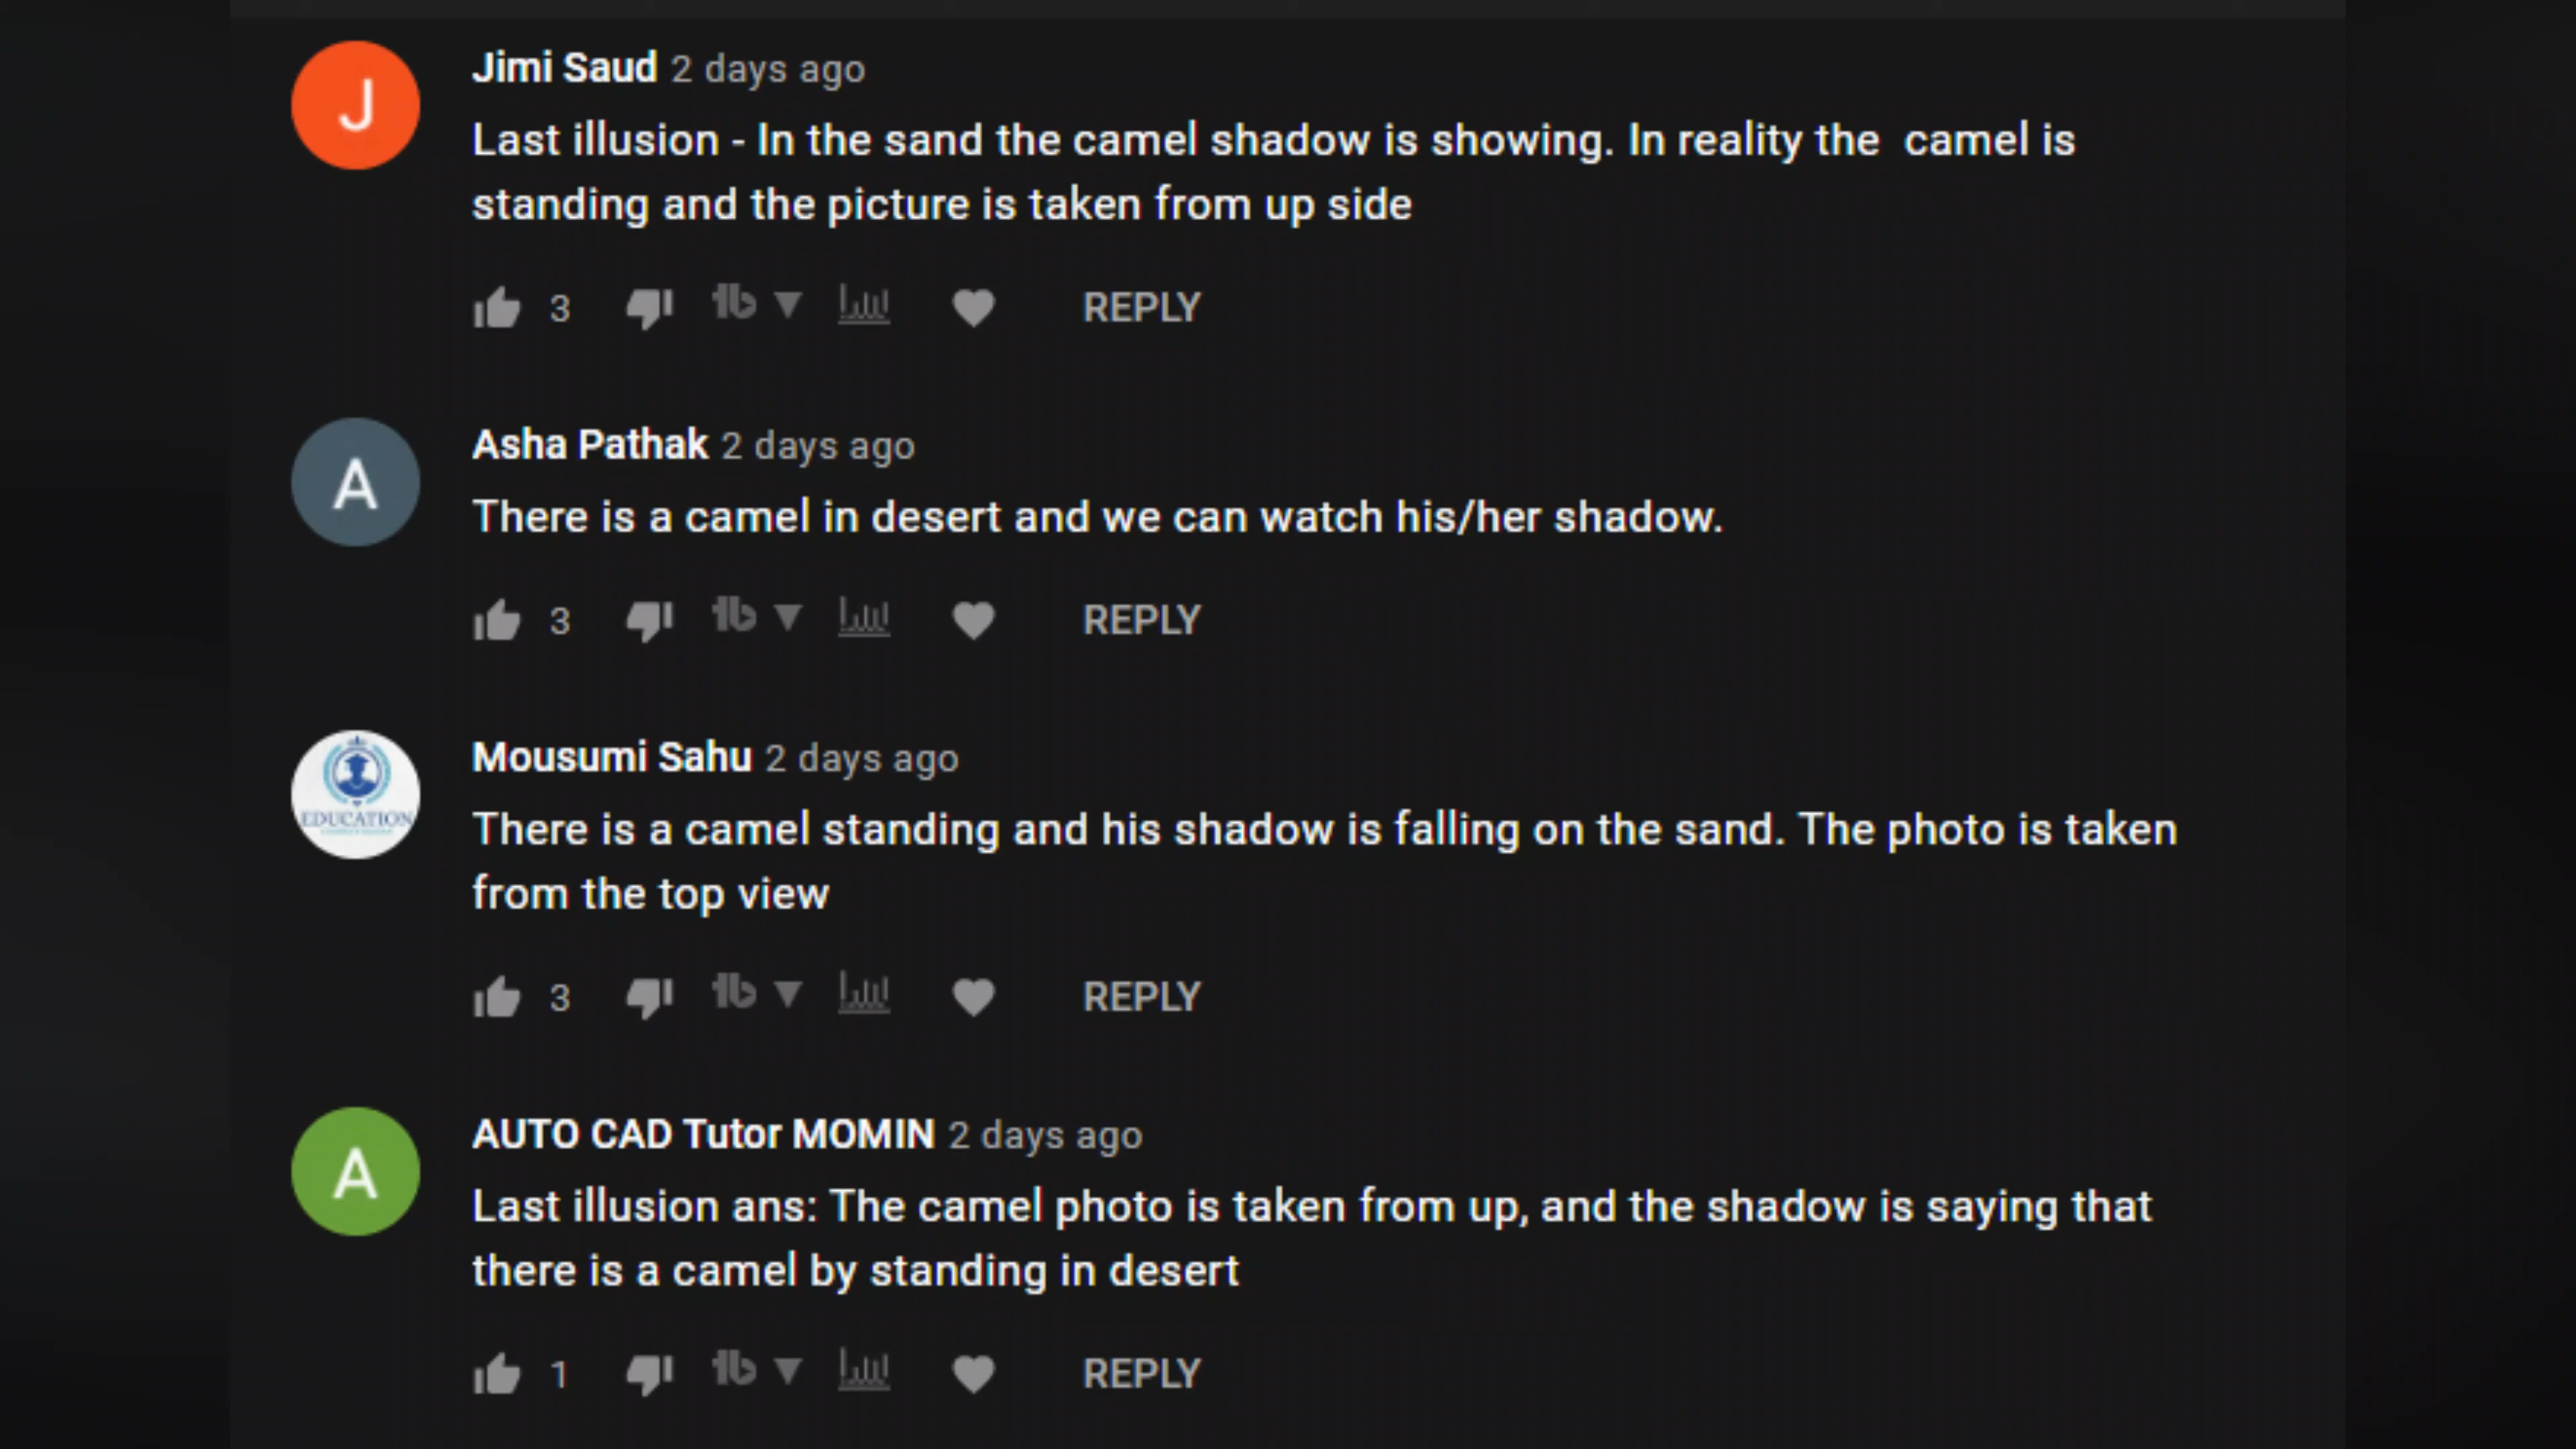 J
Jimi Saud 2 days ago
Last illusion - In the sand the camel shadow is showing. In reality the  camel is
standing and the picture is taken from up side
3 REPLY
A
Asha Pathak 2 days ago
There is a camel in desert and we can watch his/her shadow.
3 REPLY
EDUCATION
Mousumi Sahu 2 days ago
There is a camel standing and his shadow is falling on the sand. The photo is taken
from the top view
3 REPLY
A
AUTO CAD Tutor MOMIN 2 days ago
Last illusion ans: The camel photo is taken from up, and the shadow is saying that
there is a camel by standing in desert
1 REPLY